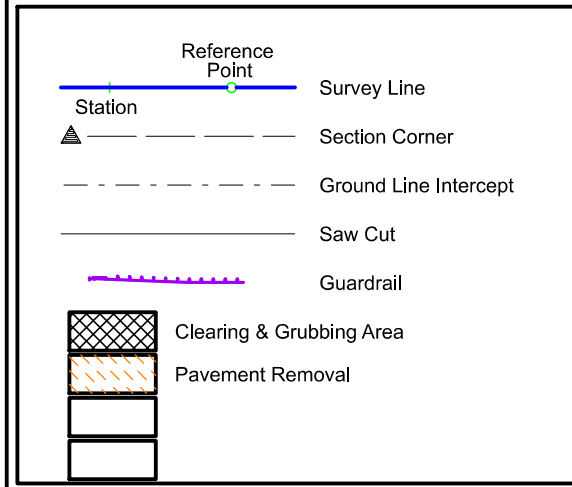 Reference
Point
Survey Line
Station
Section Corner
Ground Line Intercept
Saw Cut
Guardrail
Clearing & Grubbing Area
Pavement Removal